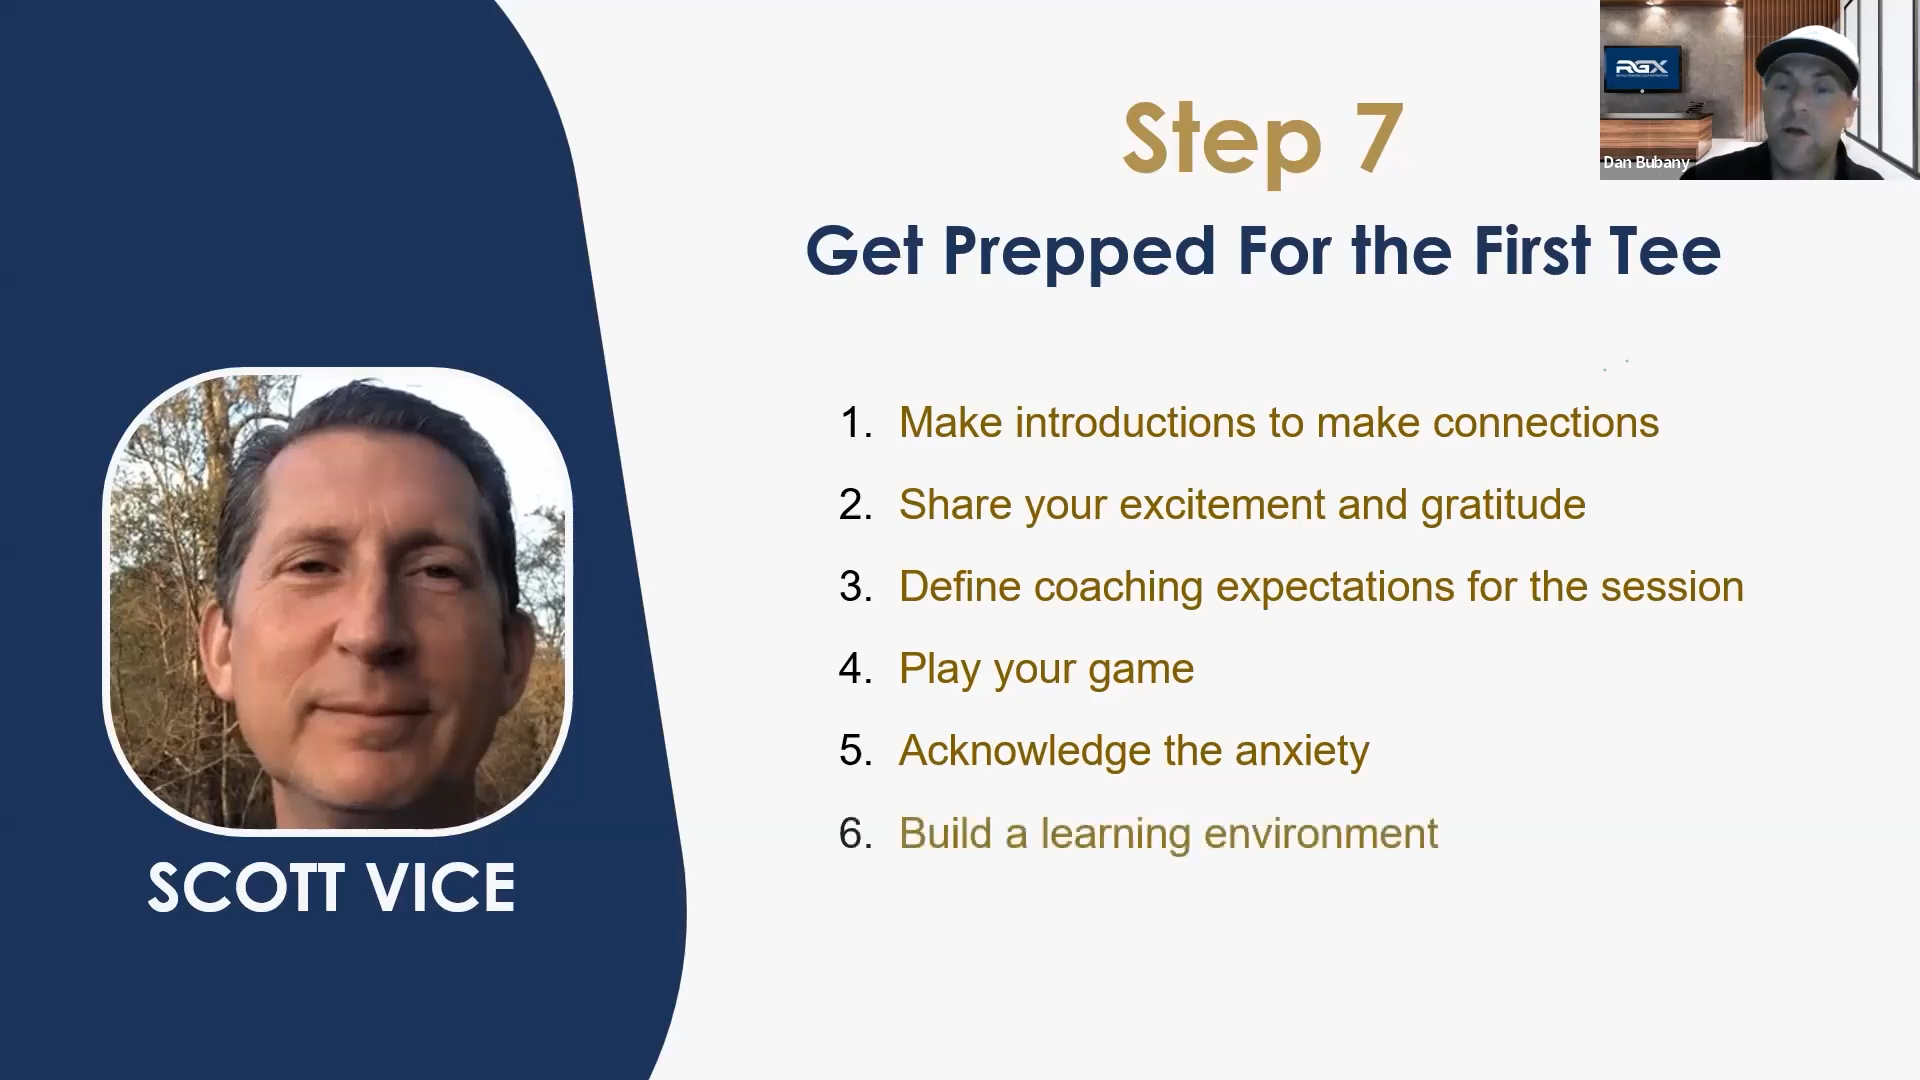 Step 7
Get Prepped For the First Tee
1. Make introductions to make connections
2. Share your excitement and gratitude
3. Define coaching expectations for the session
4. Play your game
5. Acknowledge the anxiety
6. Build a learning environment
SCOTT VICE
RGX
Dan Bubany